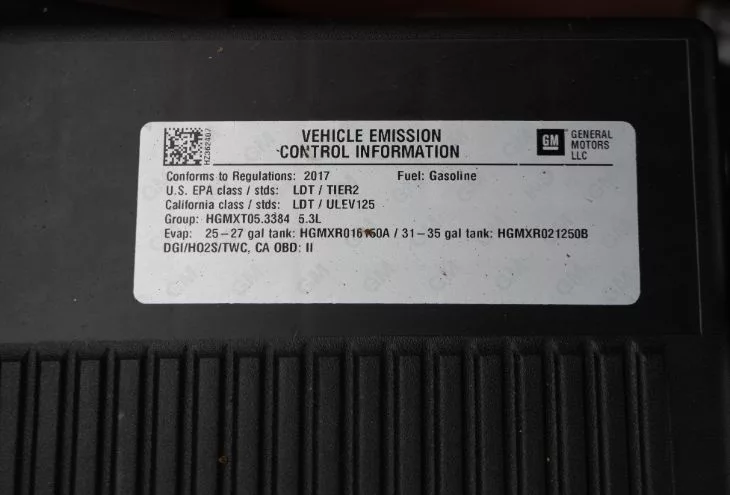 VEHICLE EMISSION
CONTROL INFORMATION
GM
GENERAL
MOTORS
LLC
HZ362407
Conforms to Regulations: 2017 Fuel: Gasoline
U.S. EPA class / stds: LDT / TIER2
California class / stds: LDT / ULEV125
Group: HGMXT05.3384 5.3L
Evap: 25-27 gal tank: / 31-35 gal tank: HGMXR021250B
DGI/HO2S/TWC, CA OBD: II